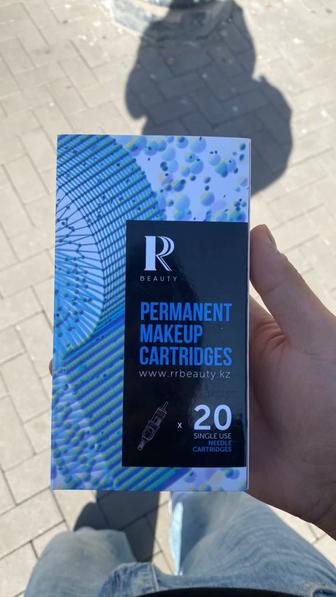 R
BEAUTY
PERMANENT
MAKEUP
CARTRIDGES
www.rrbeauty.kz
x 20
SINGLE USE
NEEDLE
CARTRIDGES